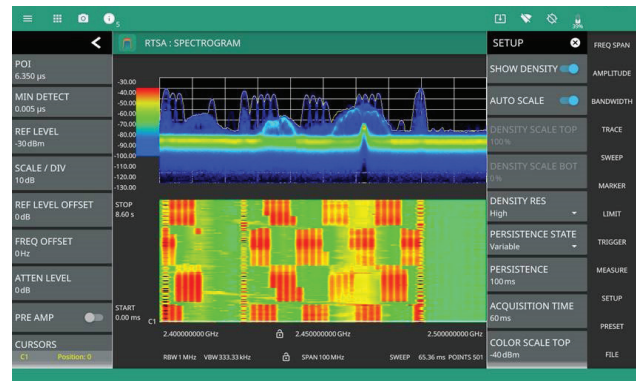 i S
20%
RTSA : SPECTROGRAM
SETUP
FREQ SPAN
AMPLITUDE
BANDWIDTH
TRACE
SWEEP
MARKER
LIMIT
TRIGGER
MEASURE
SETUP
PRESET
FILE
POI
6.350 µs
MIN DETECT
0.005 µs
REF LEVEL
-30 dBm
SCALE / DIV
10 dB
REF LEVEL OFFSET
0 dB
FREQ OFFSET
0 Hz
ATTEN LEVEL
0 dB
PRE AMP
CURSORS
C1 Position: 0
-30.00
-40.00
-50.00
-60.00
-70.00
-80.00
-90.00
-100.00
-110.00
-120.00
-130.00
STOP
8.60 s
START
0.00 ms
C1
2.4000000000 GHz
2.4500000000 GHz
2.5000000000 GHz
RBW 1 MHz VBW 333.33 kHz SPAN 100 MHz SWEEP 65.36 ms POINTS 501
SHOW DENSITY
AUTO SCALE
DENSITY SCALE TOP
100 %
DENSITY SCALE BOT
0 %
DENSITY RES
High
PERSISTENCE STATE
Variable
PERSISTENCE
100 ms
ACQUISITION TIME
60 ms
COLOR SCALE TOP
-40 dBm